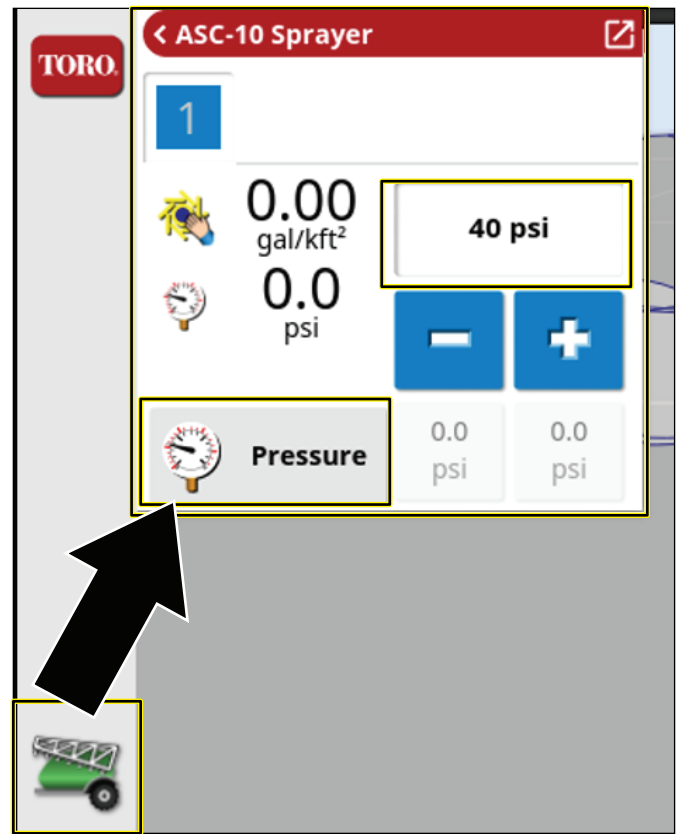 TORO.
< ASC-10 Sprayer
1
0.00
gal/kft²
40 psi
0.0
psi
Pressure
0.0
psi
0.0
psi